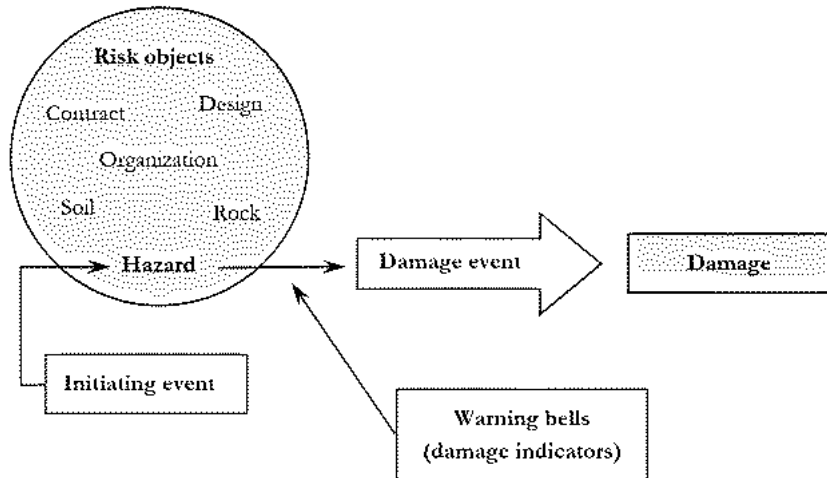 Risk objects
Contract
Design
Organization
Soil
Rock
Hazard
Damage event
Damage
Initiating event
Warning bells
(damage indicators)